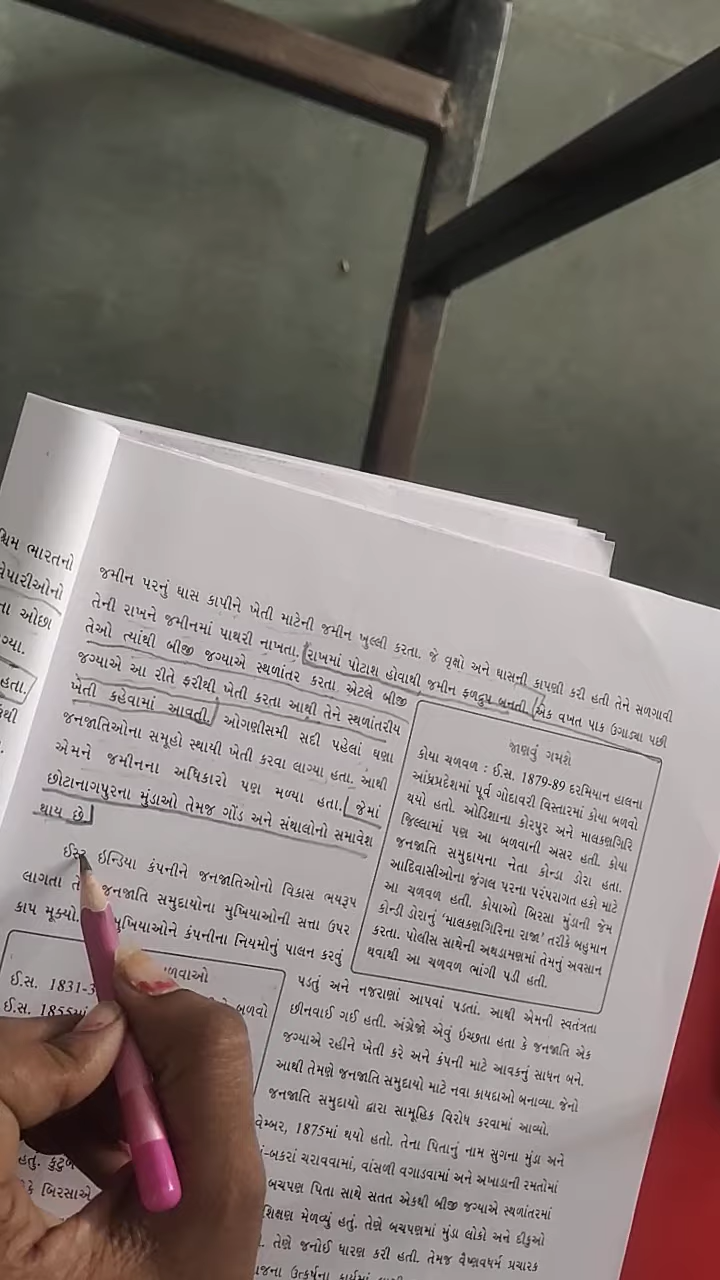 શ્ચિમ ભારતનો
વેપારીઓનો
તા ઓછા
ગ્યા.
હતા.
જમીન પરનું ઘાસ કાપીને ખેતી માટેની જમીન ખુલ્લી કરતા. જે વૃક્ષો અને ઘાસની કાપણી કરી હતી તેને સળગાવી
તેની રાખને જમીનમાં પાથરી નાખતા. રાખમાં પોટાશ હોવાથી જમીન ફળદ્રુપ બનતી. એક વખત પાક ઉગાડ્યા પછી
તેઓ ત્યાંથી બીજી જગ્યાએ સ્થળાંતર કરતા. એટલે બીજી
જગ્યાએ આ રીતે ફરીથી ખેતી કરતા આથી તેને સ્થળાંતરીય
ખેતી કહેવામાં આવતી. ઓગણીસમી સદી પહેલાં ઘણા
જનજાતિઓના સમૂહો સ્થાયી ખેતી કરવા લાગ્યા હતા. આથી
એમને જમીનના અધિકારો પણ મળ્યા હતા. જેમાં
છોટાનાગપુરના મુંડાઓ તેમજ ગોંડ અને સંથાલોનો સમાવેશ
થાય છે.
ઈસ્ટ ઇન્ડિયા કંપનીને જનજાતિઓનો વિકાસ ભયરૂપ
લાગતા જનજાતિ સમુદાયોના મુખિયાઓની સત્તા ઉપર
કાપ મૂક્યો. મુખિયાઓને કંપનીના નિયમોનું પાલન કરવું
જાણવું ગમશે
કોયા ચળવળ : ઈ.સ. 1879-89 દરમિયાન હાલના
આંધ્રપ્રદેશમાં પૂર્વ ગોદાવરી વિસ્તારમાં કોયા બળવો
થયો હતો. ઓડિશાના કોરપુર અને માલકણગિરિ
જિલ્લામાં પણ આ બળવાની અસર હતી. કોયા
જનજાતિ સમુદાયના નેતા કોન્ડા ડોરા હતા.
આદિવાસીઓના જંગલ પરના પરંપરાગત હકો માટે
આ ચળવળ હતી. કોયાઓ બિરસા મુંડાની જેમ
કોન્ડી ડોરાનું 'માલકણગિરિના રાજા' તરીકે બહુમાન
કરતા. પોલીસ સાથેની અથડામણમાં તેમનું અવસાન
થવાથી આ ચળવળ ભાંગી પડી હતી.
ળવાઓ
ઈ.સ. 1831-3
બળવો
ઈ.સ. 1855માં
પડતું અને નજરાણાં આપવાં પડતાં. આથી એમની સ્વતંત્રતા
છીનવાઈ ગઈ હતી. અંગ્રેજો એવું ઇચ્છતા હતા કે જનજાતિ એક
જગ્યાએ રહીને ખેતી કરે અને કંપની માટે આવકનું સાધન બને.
આથી તેમણે જનજાતિ સમુદાયો માટે નવા કાયદાઓ બનાવ્યા. જેનો
જનજાતિ સમુદાયો દ્વારા સામૂહિક વિરોધ કરવામાં આવ્યો.
વેમ્બર, 1875માં થયો હતો. તેના પિતાનું નામ સુગના મુંડા અને
-બકરાં ચરાવવામાં, વાંસળી વગાડવામાં અને અખાડાની રમતોમાં
હતું. કુટુંબ બચપણ પિતા સાથે સતત એકથી બીજી જગ્યાએ સ્થળાંતરમાં
કે બિરસાએ શિક્ષણ મેળવ્યું હતું. તેણે બચપણમાં મુંડા લોકો અને દીકુઓ
તેણે જનોઈ ધારણ કરી હતી. તેમજ વૈષ્ણવધર્મ પ્રચારક